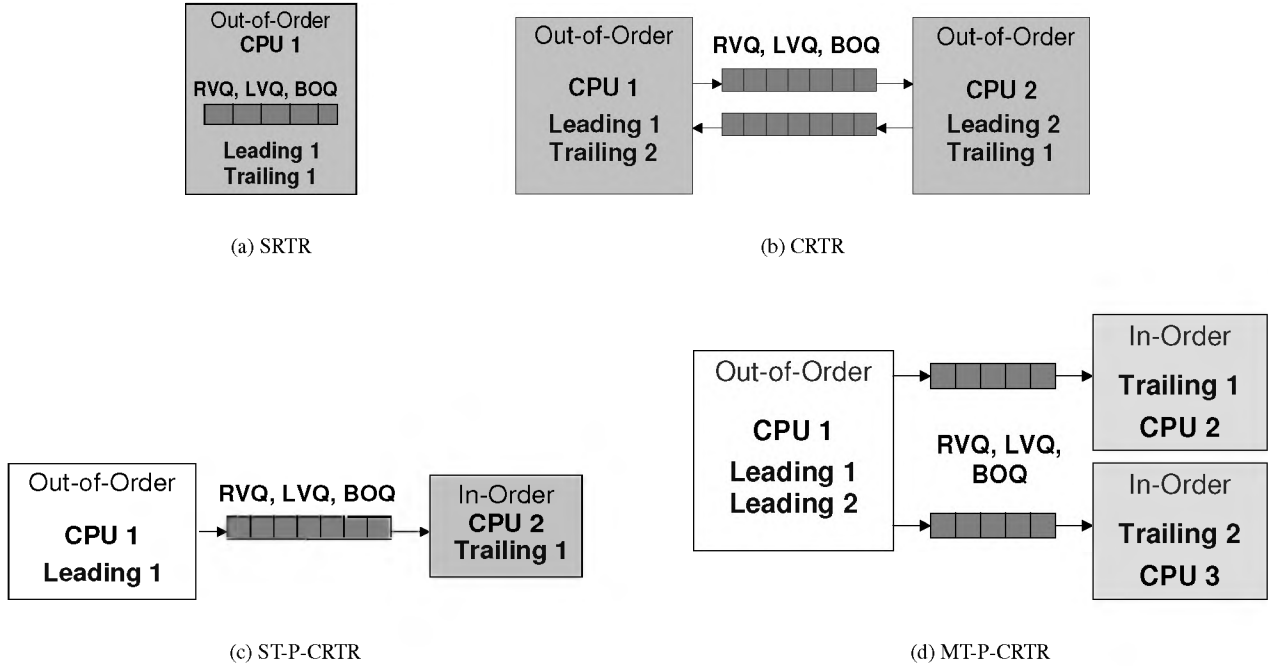 Out-of-Order
CPU 1
RVQ, LVQ, BOQ
Leading 1
Trailing 1
(a) SRTR
Out-of-Order
CPU 1
Leading 1
Trailing 2
RVQ, LVQ, BOQ
Out-of-Order
CPU 2
Leading 2
Trailing 1
(b) CRTR
Out-of-Order
CPU 1
Leading 1
RVQ, LVQ, BOQ
In-Order
CPU 2
Trailing 1
(c) ST-P-CRTR
Out-of-Order
CPU 1
Leading 1
Leading 2
RVQ, LVQ,
BOQ
In-Order
Trailing 1
CPU 2
In-Order
Trailing 2
CPU 3
(d) MT-P-CRTR